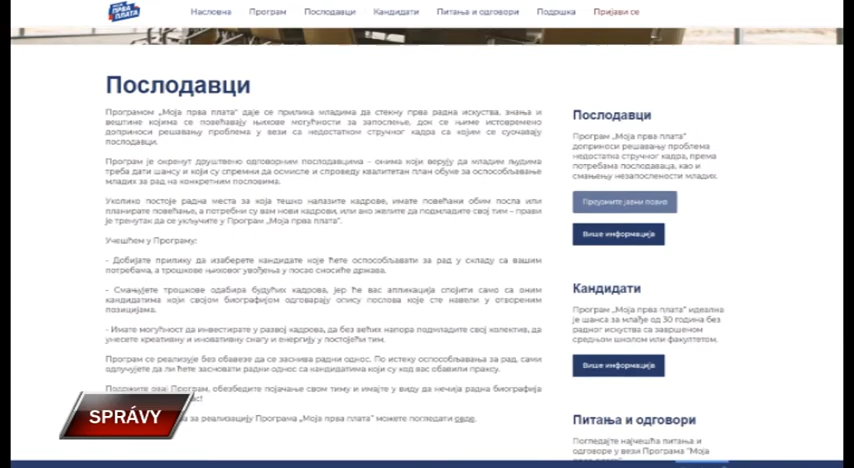 МОЈА
ПРВА
ПЛАТА
Насловна Програм Послодавци Кандидати Питања и одговори Подршка Пријави се
Послодавци
Програмом „Моја прва плата“ даје се прилика младима да стекну прва радна искуства, знања и
вештине којима се повећавају њихове могућности за запослење, док се њиме истовремено
доприноси решавању проблема у вези са недостатком стручног кадра са којим се суочавају
послодавци.
Програм је окренут друштвено одговорним послодавцима – онима који верују да младим људима
треба дати шансу и који су спремни да осмисле и спроведу квалитетан план обуке за оспособљавање
младих за рад на конкретним пословима.
Уколико постоје радна места за која тешко налазите кадрове, имате повећани обим посла или
планирате повећање, а потребни су вам нови кадрови, или ако желите да подмладите свој тим – прави
је тренутак да се укључите у Програм „Моја прва плата“.
Учешћем у Програму:
- Добијате прилику да изаберете кандидате које ћете оспособљавати за рад у складу са вашим
потребама, а трошкове њиховог увођења у посао сносиће држава.
- Смањујете трошкове одабира будућих кадрова, јер ће вас апликација спојити само са оним
кандидатима који својом биографијом одговарају опису послова које сте навели у отвореним
позицијама.
- Имате могућност да инвестирате у развој кадрова, да без већих напора подмладите свој колектив, да
унесете креативну и иновативну снагу и енергију у постојећи тим.
Програм се реализује без обавезе да се заснива радни однос. По истеку оспособљавања за рад, сами
одлучујете да ли ћете засновати радни однос са кандидатима који су код вас обавили праксу.
Подржите овај Програм, обезбедите појачање свом тиму и имајте у виду да нечија радна биографија
за реализацију Програма „Моја прва плата“ можете погледати овде.
Послодавци
Програм „Моја прва плата“
доприноси решавању проблема
недостатка стручног кадра, према
потребама послодаваца, као и
смањењу незапослености младих.
Преузмите јавни позив
Више информација
Кандидати
Програм „Моја прва плата“ идеална
је шанса за млађе од 30 година без
радног искуства са завршеном
средњом школом или факултетом.
Више информација
Питања и одговори
Погледајте најчешћа питања и
одговоре у вези Програма "Моја
SPRÁVY